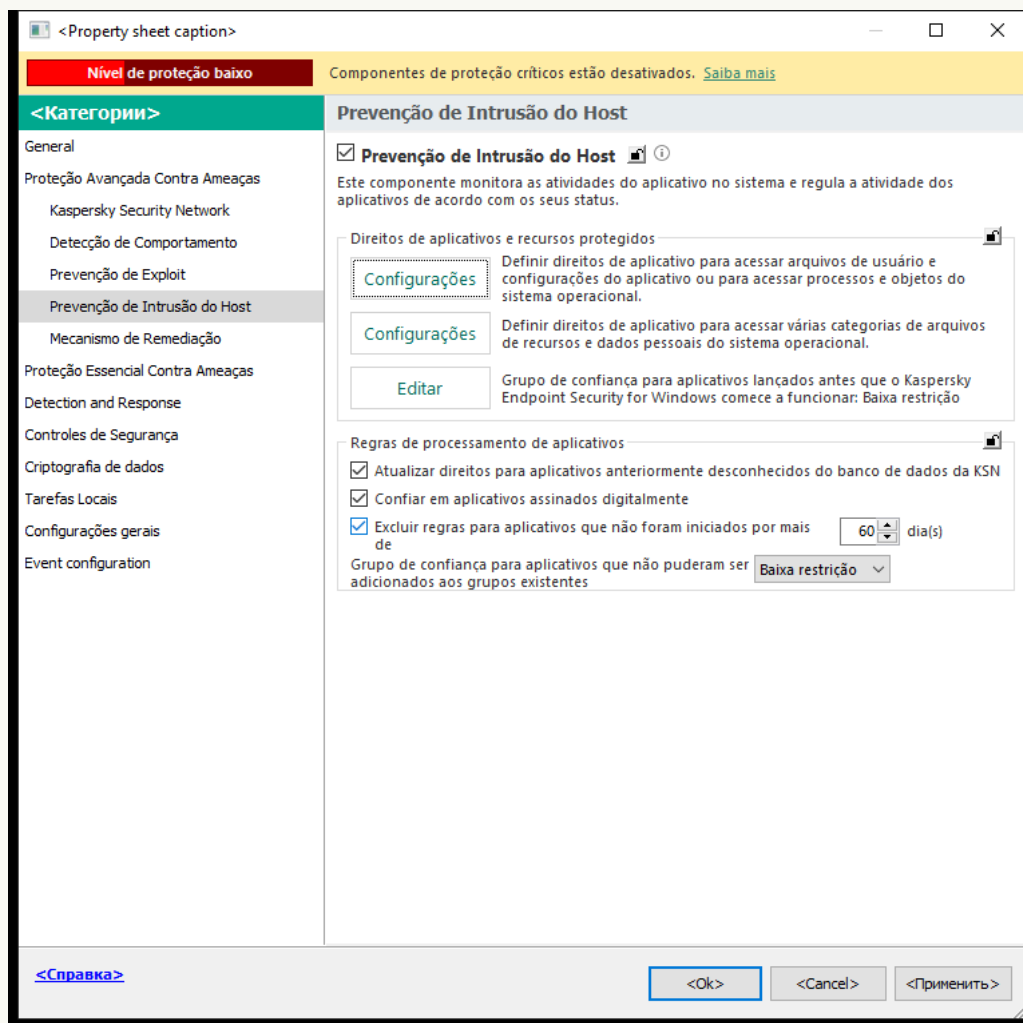 <Property sheet caption>
Nível de proteção baixo
Componentes de proteção críticos estão desativados. Saiba mais
<Категории>
General
Proteção Avançada Contra Ameaças
Kaspersky Security Network
Detecção de Comportamento
Prevenção de Exploit
Prevenção de Intrusão do Host
Mecanismo de Remediação
Proteção Essencial Contra Ameaças
Detection and Response
Controles de Segurança
Criptografia de dados
Tarefas Locais
Configurações gerais
Event configuration
Prevenção de Intrusão do Host
Prevenção de Intrusão do Host
Este componente monitora as atividades do aplicativo no sistema e regula a atividade dos
aplicativos de acordo com os seus status.
Direitos de aplicativos e recursos protegidos
Configurações
Definir direitos de aplicativo para acessar arquivos de usuário e
configurações do aplicativo ou para acessar processos e objetos do
sistema operacional.
Configurações
Definir direitos de aplicativo para acessar várias categorias de arquivos
de recursos e dados pessoais do sistema operacional.
Editar
Grupo de confiança para aplicativos lançados antes que o Kaspersky
Endpoint Security for Windows comece a funcionar: Baixa restrição
Regras de processamento de aplicativos
Atualizar direitos para aplicativos anteriormente desconhecidos do banco de dados da KSN
Confiar em aplicativos assinados digitalmente
Excluir regras para aplicativos que não foram iniciados por mais
de
60 dia(s)
Grupo de confiança para aplicativos que não puderam ser
adicionados aos grupos existentes
Baixa restrição
<Справка>
<Ok>
<Cancel>
<Применить>